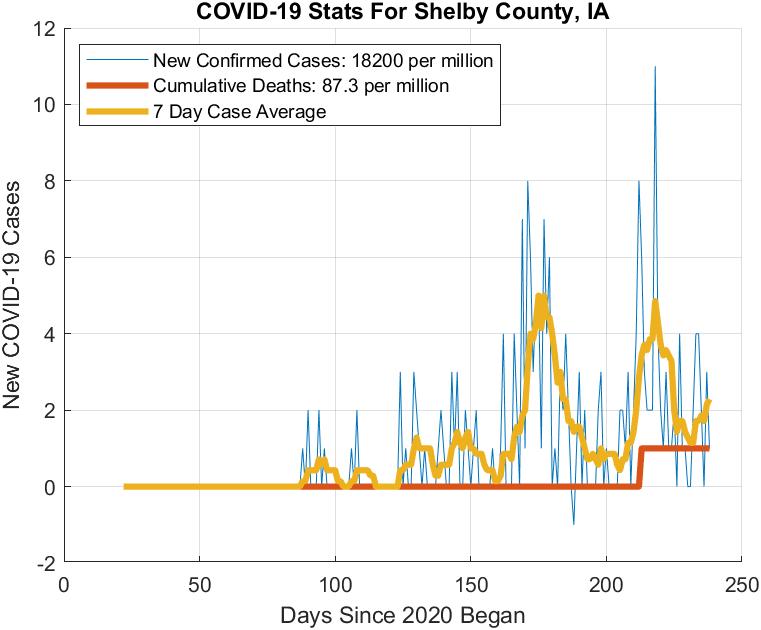 COVID-19 Stats For Shelby County, IA
New Confirmed Cases: 18200 per million
Cumulative Deaths: 87.3 per million
7 Day Case Average
New COVID-19 Cases
12
10
8
6
4
2
0
-2
0
50
100
150
200
250
Days Since 2020 Began